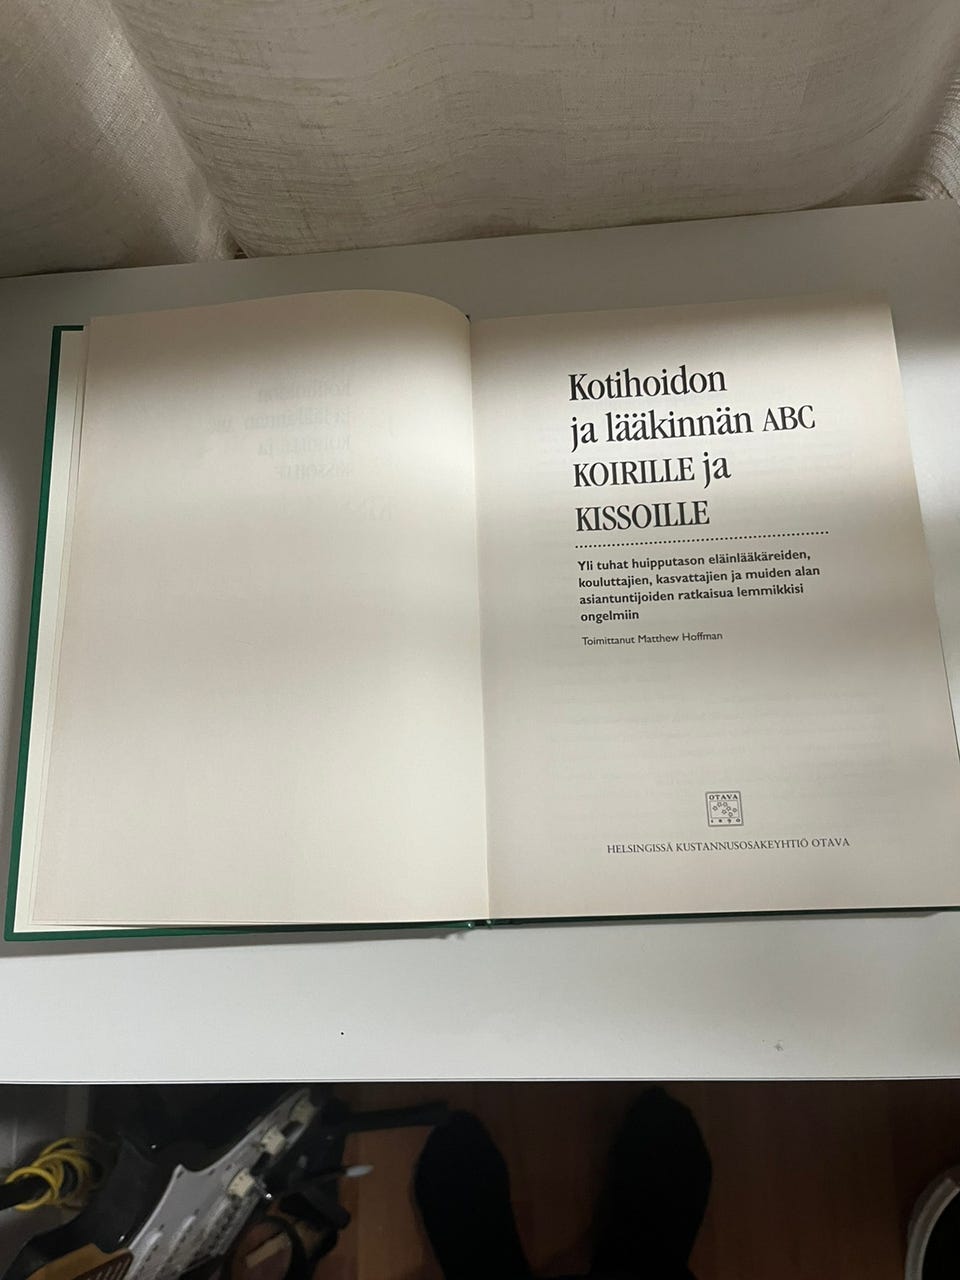 Kotihoidon
ja lääkinnän ABC
KOIRILLE ja
KISSOILLE
Yli tuhat huipputason eläinlääkäreiden,
kouluttajien, kasvattajien ja muiden alan
asiantuntijoiden ratkaisua lemmikkisi
ongelmiin
Toimittanut Matthew Hoffman
OTAVA
1890
HELSINGISSÄ KUSTANNUSOSAKEYHTIÖ OTAVA